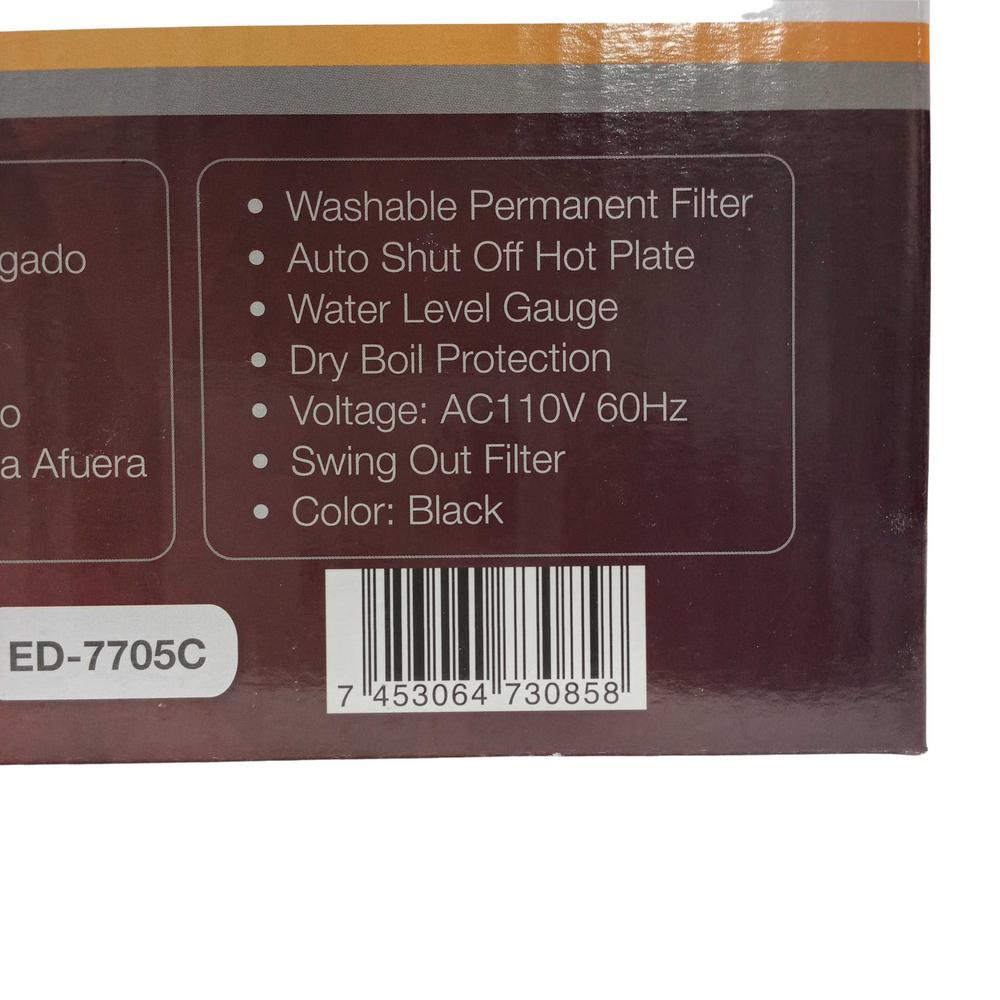 gado
o
a Afuera
• Washable Permanent Filter
• Auto Shut Off Hot Plate
• Water Level Gauge
• Dry Boil Protection
• Voltage: AC110V 60Hz
• Swing Out Filter
• Color: Black
ED-7705C
7 453064 730858